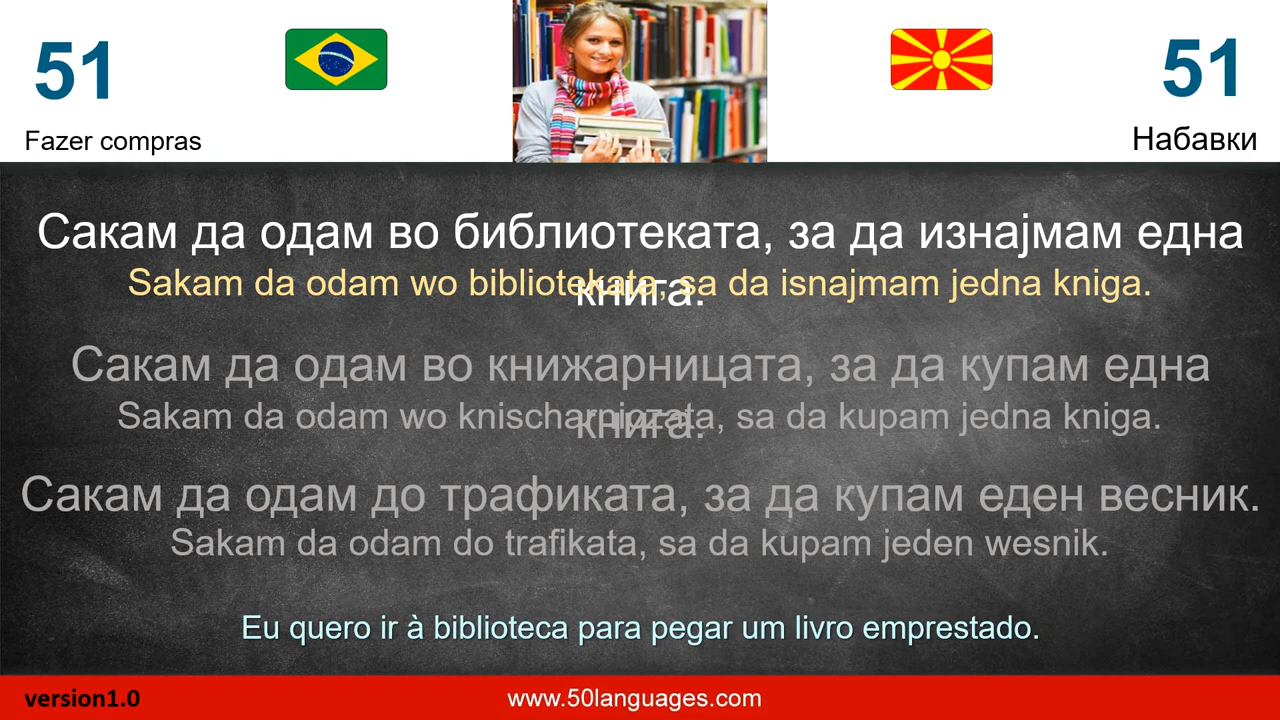 51
51
Fazer compras
Набавки
Сакам да одам во библиотеката, за да изнајмам една
книга.
Sakam da odam wo bibliotekata, sa da isnajmam jedna kniga.
Сакам да одам во книжарницата, за да купам една
книга.
Sakam da odam wo knischarniozata, sa da kupam jedna kniga.
Сакам да одам до трафиката, за да купам еден весник.
Sakam da odam do trafikata, sa da kupam jeden wesnik.
Eu quero ir à biblioteca para pegar um livro emprestado.
version1.0
www.50languages.com